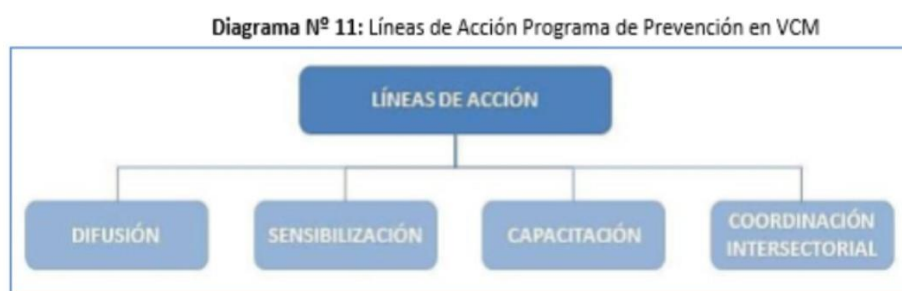 Diagrama Nº 11: Líneas de Acción Programa de Prevención en VCM
LÍNEAS DE ACCIÓN
DIFUSIÓN
SENSIBILIZACIÓN
CAPACITACIÓN
COORDINACIÓN
INTERSECTORIAL